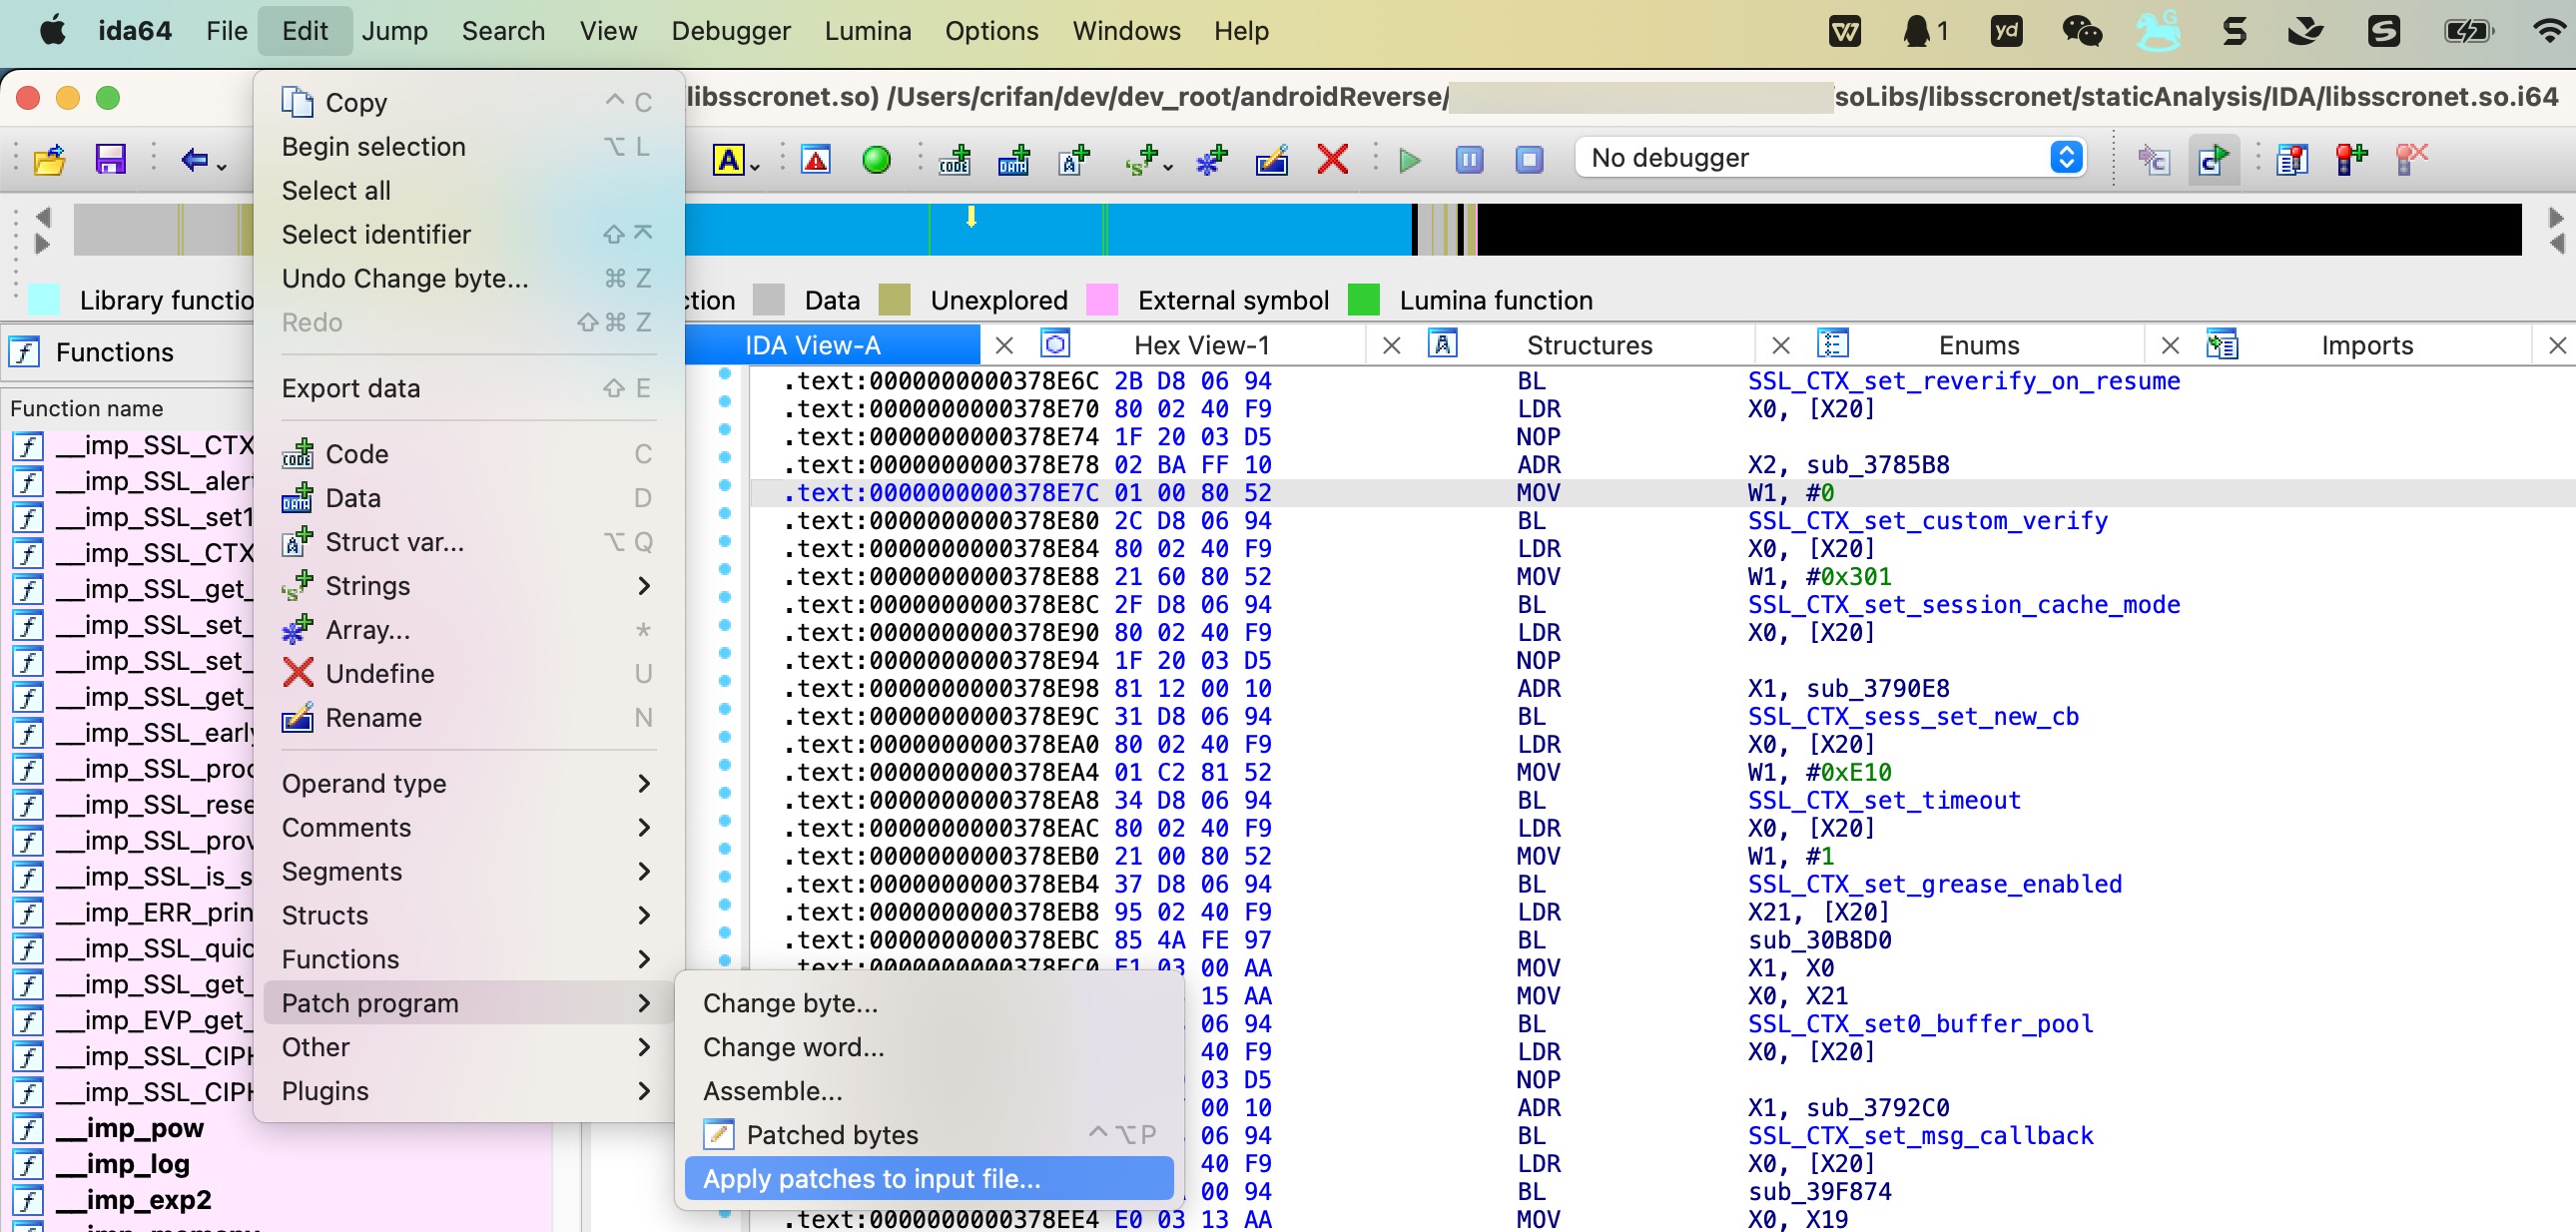 ida64 File Edit Jump Search View Debugger Lumina Options Windows Help 1 yd
libsscronet.so) /Users/crifan/dev/dev_root/androidReverse/ soLibs/libsscronet/staticAnalysis/IDA/libsscronet.so.i64
No debugger
Library functio ction Data Unexplored External symbol Lumina function
Functions
IDA View-A Hex View-1 Structures Enums Imports
Function name
__imp_SSL_CTX
__imp_SSL_aler
__imp_SSL_set1
__imp_SSL_CTX
__imp_SSL_get_
__imp_SSL_set_
__imp_SSL_set_
__imp_SSL_get_
__imp_SSL_early
__imp_SSL_proc
__imp_SSL_rese
__imp_SSL_prov
__imp_SSL_is_s
__imp_ERR_prin
__imp_SSL_quic
__imp_SSL_get_
__imp_EVP_get_
__imp_SSL_CIPH
__imp_SSL_CIPH
__imp_pow
__imp_log
__imp_exp2
Copy ⌃ C
Begin selection ⌥ L
Select all
Select identifier ⇧ ⌤
Undo Change byte... ⌘ Z
Redo ⇧ ⌘ Z
Export data ⇧ E
Code C
Data D
Struct var... ⌥ Q
Strings
Array... *
Undefine U
Rename N
Operand type
Comments
Segments
Structs
Functions
Patch program
Other
Plugins
Change byte...
Change word...
Assemble...
Patched bytes ⌃⌥P
Apply patches to input file...
.text:0000000000378E6C 2B D8 06 94 BL SSL_CTX_set_reverify_on_resume
.text:0000000000378E70 80 02 40 F9 LDR X0, [X20]
.text:0000000000378E74 1F 20 03 D5 NOP
.text:0000000000378E78 02 BA FF 10 ADR X2, sub_3785B8
.text:0000000000378E7C 01 00 80 52 MOV W1, #0
.text:0000000000378E80 2C D8 06 94 BL SSL_CTX_set_custom_verify
.text:0000000000378E84 80 02 40 F9 LDR X0, [X20]
.text:0000000000378E88 21 60 80 52 MOV W1, #0x301
.text:0000000000378E8C 2F D8 06 94 BL SSL_CTX_set_session_cache_mode
.text:0000000000378E90 80 02 40 F9 LDR X0, [X20]
.text:0000000000378E94 1F 20 03 D5 NOP
.text:0000000000378E98 81 12 00 10 ADR X1, sub_3790E8
.text:0000000000378E9C 31 D8 06 94 BL SSL_CTX_sess_set_new_cb
.text:0000000000378EA0 80 02 40 F9 LDR X0, [X20]
.text:0000000000378EA4 01 C2 81 52 MOV W1, #0xE10
.text:0000000000378EA8 34 D8 06 94 BL SSL_CTX_set_timeout
.text:0000000000378EAC 80 02 40 F9 LDR X0, [X20]
.text:0000000000378EB0 21 00 80 52 MOV W1, #1
.text:0000000000378EB4 37 D8 06 94 BL SSL_CTX_set_grease_enabled
.text:0000000000378EB8 95 02 40 F9 LDR X21, [X20]
.text:0000000000378EBC 85 4A FE 97 BL sub_30B8D0
.text:0000000000378EC0 E1 03 00 AA MOV X1, X0
15 AA MOV X0, X21
06 94 BL SSL_CTX_set0_buffer_pool
40 F9 LDR X0, [X20]
03 D5 NOP
00 10 ADR X1, sub_3792C0
06 94 BL SSL_CTX_set_msg_callback
40 F9 LDR X0, [X20]
00 94 BL sub_39F874
.text:0000000000378EE4 E0 03 13 AA MOV X0, X19